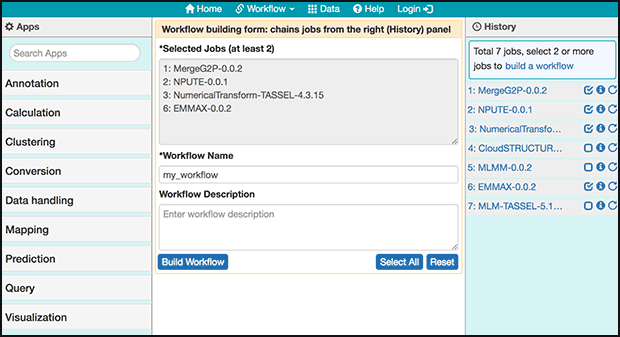 Home Workflow Data Help Login
Apps
Search Apps
Annotation
Calculation
Clustering
Conversion
Data handling
Mapping
Prediction
Query
Visualization
Workflow building form: chains jobs from the right (History) panel
*Selected Jobs (at least 2)
1: MergeG2P-0.0.2
2: NPUTE-0.0.1
3: NumericalTransform-TASSEL-4.3.15
6: EMMAX-0.0.2
*Workflow Name
my_workflow
Workflow Description
Enter workflow description
Build Workflow Select All Reset
History
Total 7 jobs, select 2 or more
jobs to build a workflow
1: MergeG2P-0.0.2
2: NPUTE-0.0.1
3: NumericalTransfo...
4: CloudSTRUCTUR...
5: MLMM-0.0.2
6: EMMAX-0.0.2
7: MLM-TASSEL-5.1...